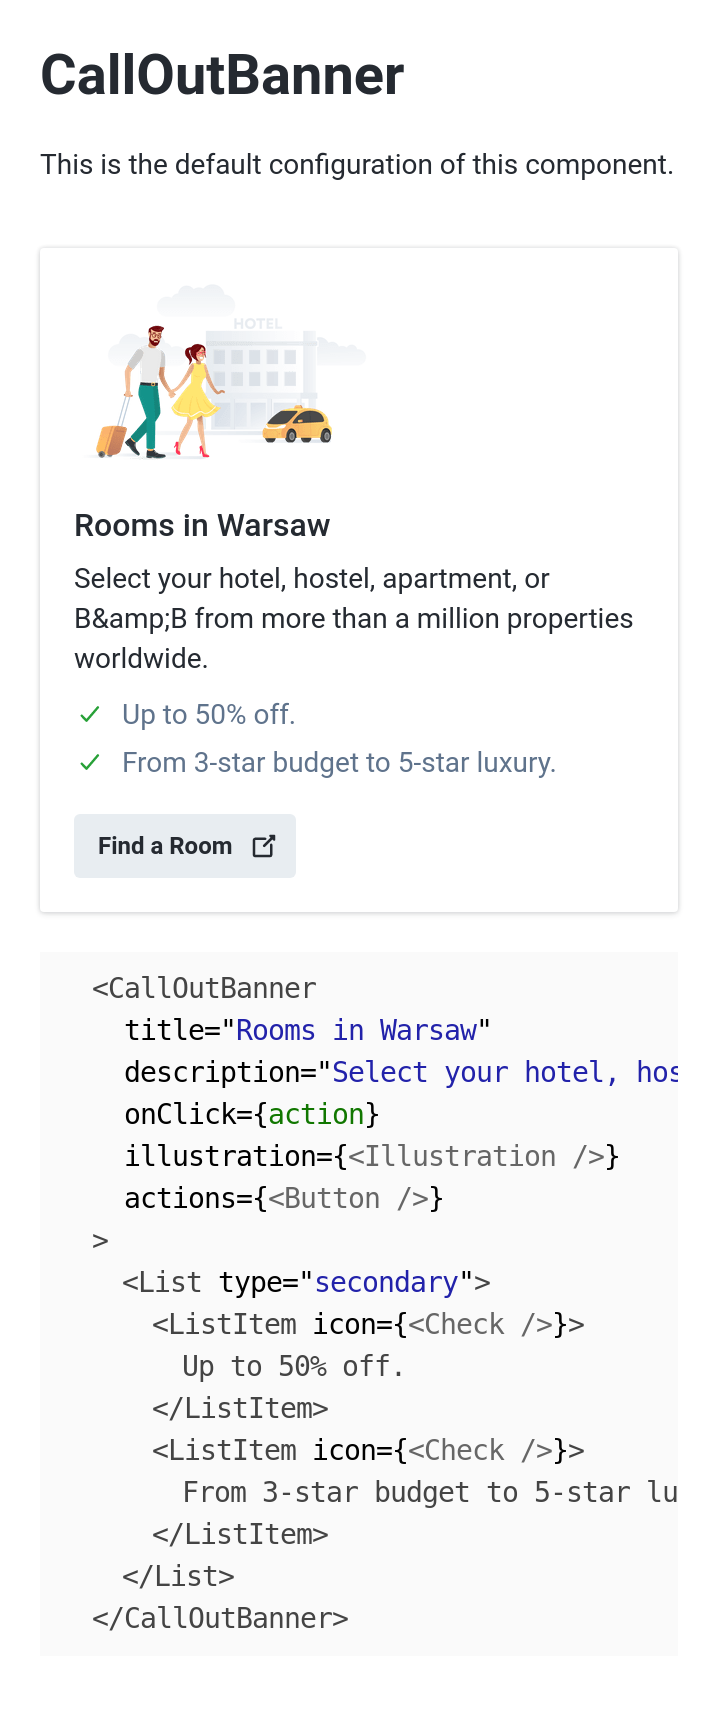 CallOutBanner
This is the default configuration of this component.
HOTEL
Rooms in Warsaw
Select your hotel, hostel, apartment, or
B&amp;B from more than a million properties
worldwide.
Up to 50% off.
From 3-star budget to 5-star luxury.
Find a Room
<CallOutBanner
title="Rooms in Warsaw"
description="Select your hotel, hos
onClick={action}
illustration={<Illustration />}
actions={<Button />}
>
<List type="secondary">
<ListItem icon={<Check />}>
Up to 50% off.
</ListItem>
<ListItem icon={<Check />}>
From 3-star budget to 5-star lu
</ListItem>
</List>
</CallOutBanner>